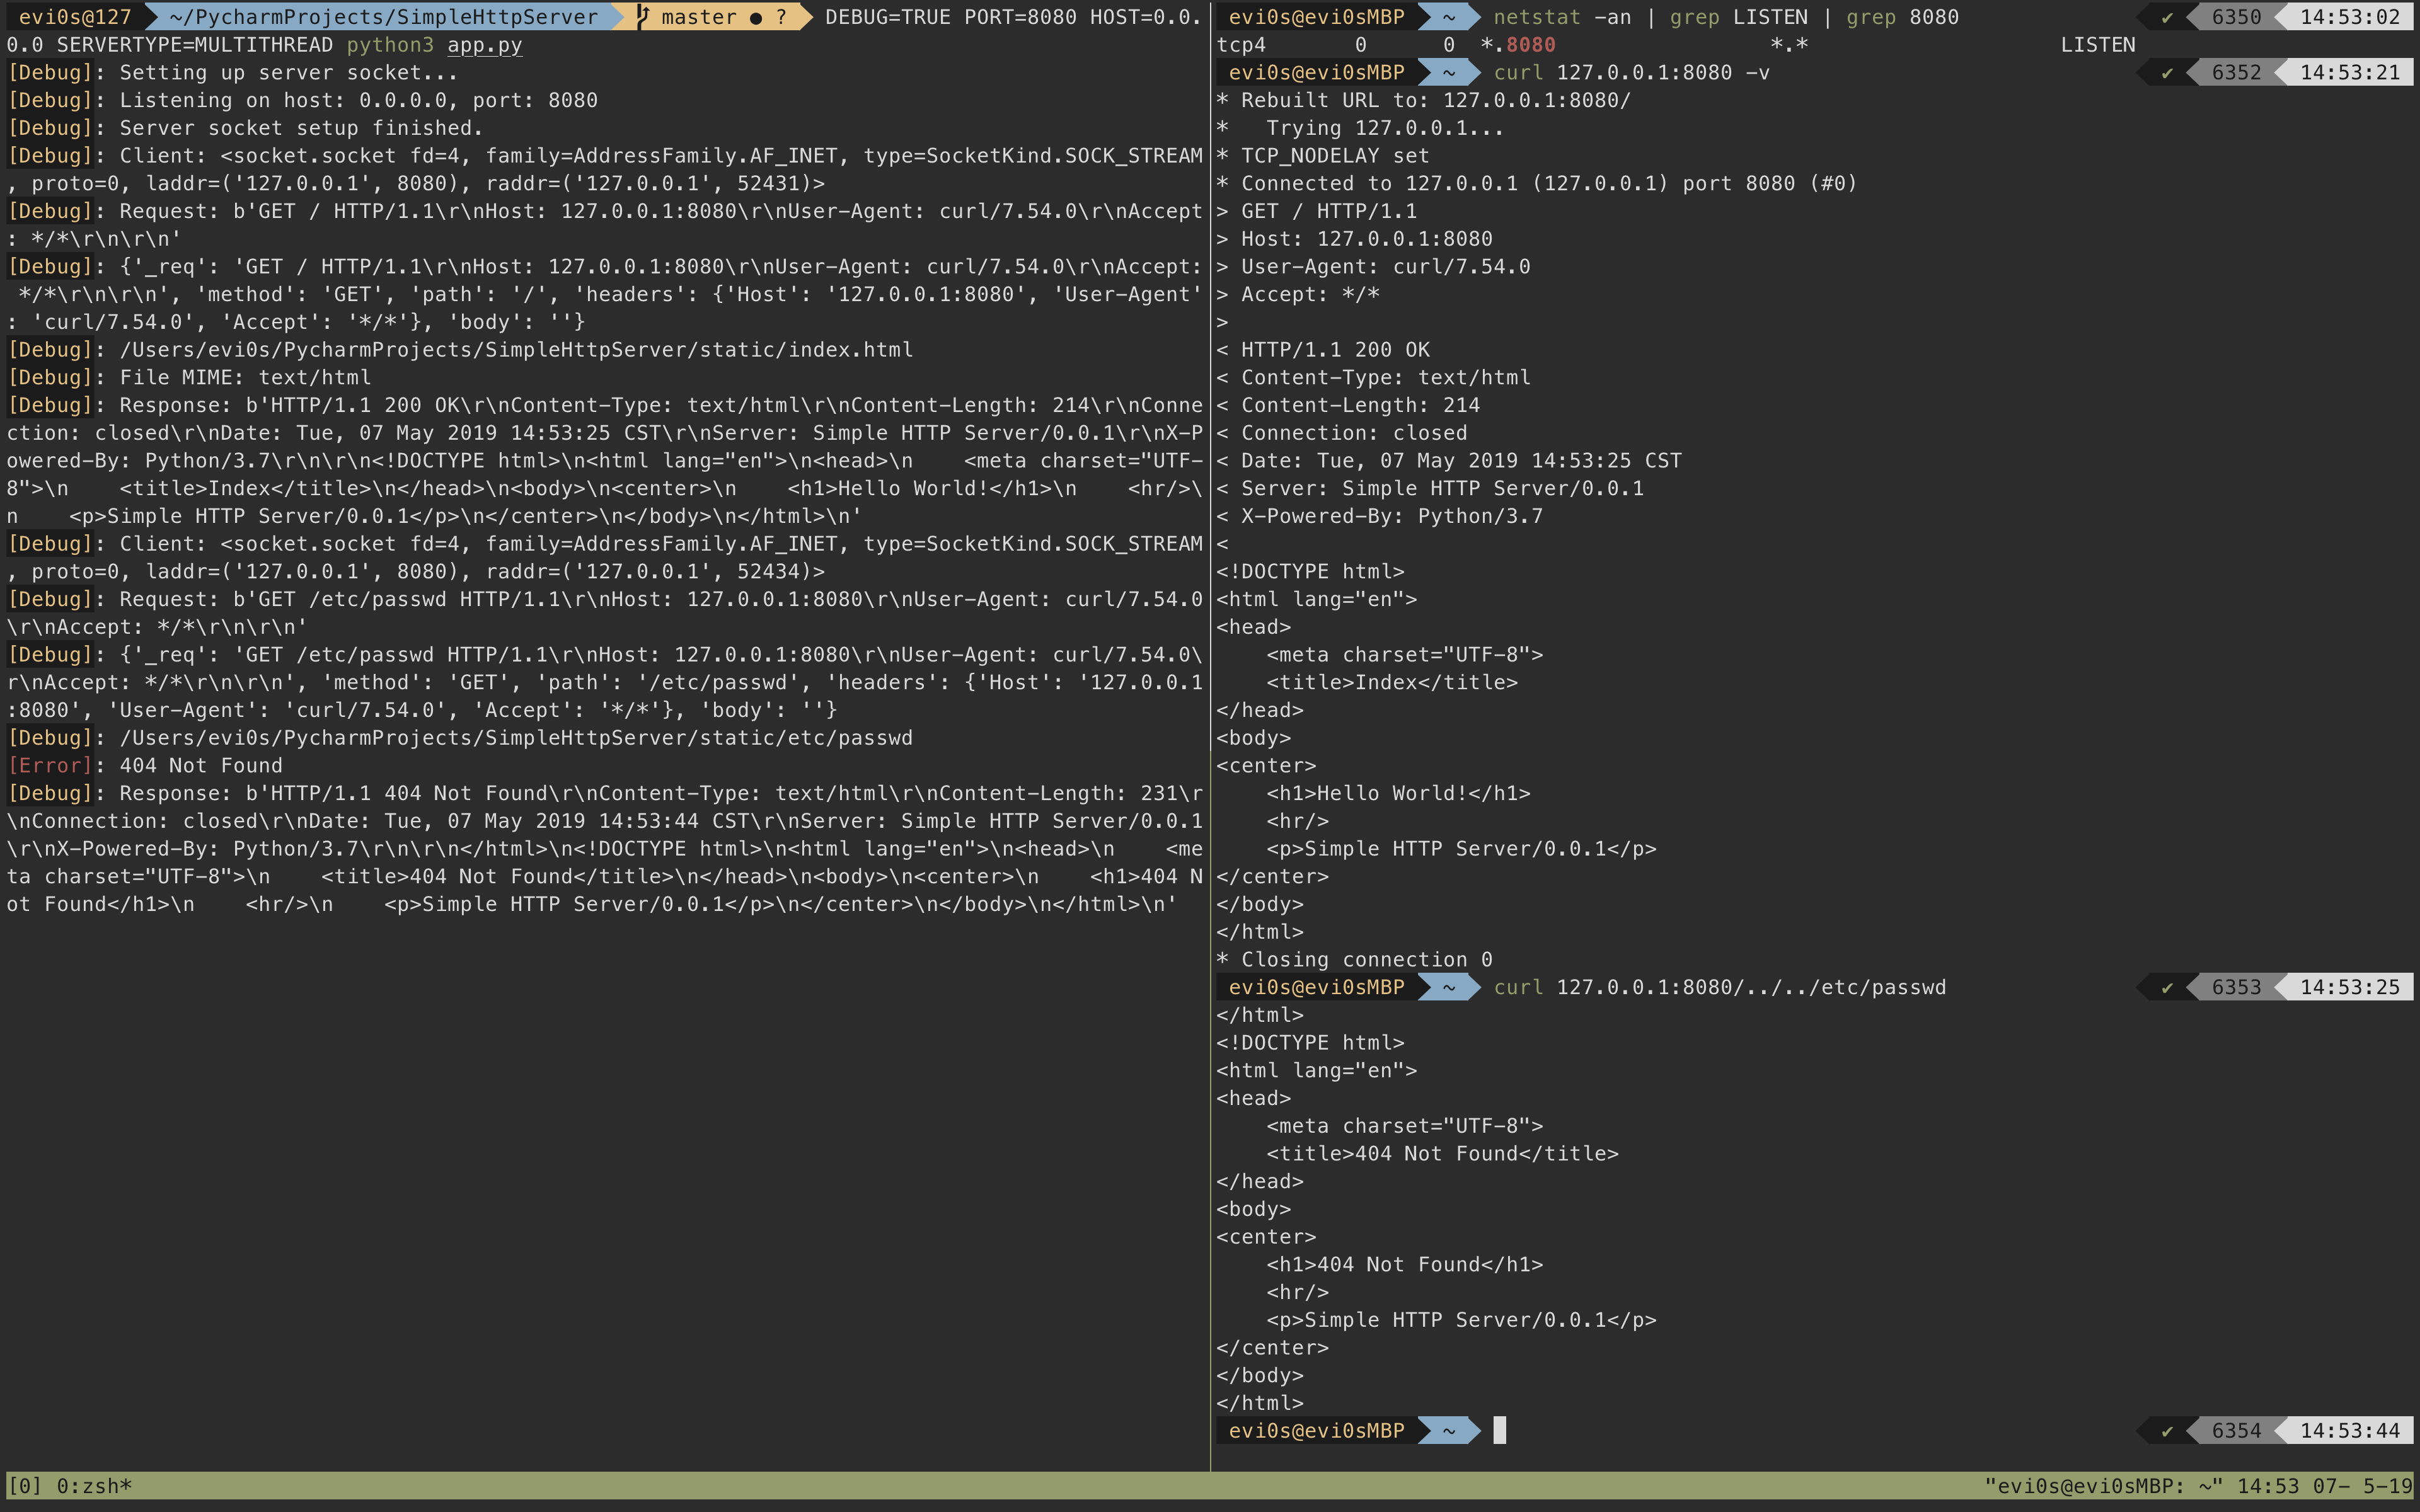 evi0s@127 ~/PycharmProjects/SimpleHttpServer master ● ? DEBUG=TRUE PORT=8080 HOST=0.0.
0.0 SERVERTYPE=MULTITHREAD python3 app.py
[Debug]: Setting up server socket...
[Debug]: Listening on host: 0.0.0.0, port: 8080
[Debug]: Server socket setup finished.
[Debug]: Client: <socket.socket fd=4, family=AddressFamily.AF_INET, type=SocketKind.SOCK_STREAM
, proto=0, laddr=('127.0.0.1', 8080), raddr=('127.0.0.1', 52431)>
[Debug]: Request: b'GET / HTTP/1.1\r\nHost: 127.0.0.1:8080\r\nUser-Agent: curl/7.54.0\r\nAccept
: */*\r\n\r\n'
[Debug]: {'_req': 'GET / HTTP/1.1\r\nHost: 127.0.0.1:8080\r\nUser-Agent: curl/7.54.0\r\nAccept:
 */*\r\n\r\n', 'method': 'GET', 'path': '/', 'headers': {'Host': '127.0.0.1:8080', 'User-Agent'
: 'curl/7.54.0', 'Accept': '*/*'}, 'body': ''}
[Debug]: /Users/evi0s/PycharmProjects/SimpleHttpServer/static/index.html
[Debug]: File MIME: text/html
[Debug]: Response: b'HTTP/1.1 200 OK\r\nContent-Type: text/html\r\nContent-Length: 214\r\nConne
ction: closed\r\nDate: Tue, 07 May 2019 14:53:25 CST\r\nServer: Simple HTTP Server/0.0.1\r\nX-P
owered-By: Python/3.7\r\n\r\n<!DOCTYPE html>\n<html lang="en">\n<head>\n    <meta charset="UTF-
8">\n    <title>Index</title>\n</head>\n<body>\n<center>\n    <h1>Hello World!</h1>\n    <hr/>\
n    <p>Simple HTTP Server/0.0.1</p>\n</center>\n</body>\n</html>\n'
[Debug]: Client: <socket.socket fd=4, family=AddressFamily.AF_INET, type=SocketKind.SOCK_STREAM
, proto=0, laddr=('127.0.0.1', 8080), raddr=('127.0.0.1', 52434)>
[Debug]: Request: b'GET /etc/passwd HTTP/1.1\r\nHost: 127.0.0.1:8080\r\nUser-Agent: curl/7.54.0
\r\nAccept: */*\r\n\r\n'
[Debug]: {'_req': 'GET /etc/passwd HTTP/1.1\r\nHost: 127.0.0.1:8080\r\nUser-Agent: curl/7.54.0\
r\nAccept: */*\r\n\r\n', 'method': 'GET', 'path': '/etc/passwd', 'headers': {'Host': '127.0.0.1
:8080', 'User-Agent': 'curl/7.54.0', 'Accept': '*/*'}, 'body': ''}
[Debug]: /Users/evi0s/PycharmProjects/SimpleHttpServer/static/etc/passwd
[Error]: 404 Not Found
[Debug]: Response: b'HTTP/1.1 404 Not Found\r\nContent-Type: text/html\r\nContent-Length: 231\r
\nConnection: closed\r\nDate: Tue, 07 May 2019 14:53:44 CST\r\nServer: Simple HTTP Server/0.0.1
\r\nX-Powered-By: Python/3.7\r\n\r\n</html>\n<!DOCTYPE html>\n<html lang="en">\n<head>\n    <me
ta charset="UTF-8">\n    <title>404 Not Found</title>\n</head>\n<body>\n<center>\n    <h1>404 N
ot Found</h1>\n    <hr/>\n    <p>Simple HTTP Server/0.0.1</p>\n</center>\n</body>\n</html>\n'
evi0s@evi0sMBP ~ netstat -an | grep LISTEN | grep 8080 ✔ 6350 14:53:02
tcp4       0      0  *.8080                 *.*                    LISTEN
evi0s@evi0sMBP ~ curl 127.0.0.1:8080 -v ✔ 6352 14:53:21
* Rebuilt URL to: 127.0.0.1:8080/
*   Trying 127.0.0.1...
* TCP_NODELAY set
* Connected to 127.0.0.1 (127.0.0.1) port 8080 (#0)
> GET / HTTP/1.1
> Host: 127.0.0.1:8080
> User-Agent: curl/7.54.0
> Accept: */*
>
< HTTP/1.1 200 OK
< Content-Type: text/html
< Content-Length: 214
< Connection: closed
< Date: Tue, 07 May 2019 14:53:25 CST
< Server: Simple HTTP Server/0.0.1
< X-Powered-By: Python/3.7
<
<!DOCTYPE html>
<html lang="en">
<head>
    <meta charset="UTF-8">
    <title>Index</title>
</head>
<body>
<center>
    <h1>Hello World!</h1>
    <hr/>
    <p>Simple HTTP Server/0.0.1</p>
</center>
</body>
</html>
* Closing connection 0
evi0s@evi0sMBP ~ curl 127.0.0.1:8080/../../etc/passwd ✔ 6353 14:53:25
</html>
<!DOCTYPE html>
<html lang="en">
<head>
    <meta charset="UTF-8">
    <title>404 Not Found</title>
</head>
<body>
<center>
    <h1>404 Not Found</h1>
    <hr/>
    <p>Simple HTTP Server/0.0.1</p>
</center>
</body>
</html>
evi0s@evi0sMBP ~ ✔ 6354 14:53:44
[0] 0:zsh* "evi0s@evi0sMBP: ~" 14:53 07- 5-19